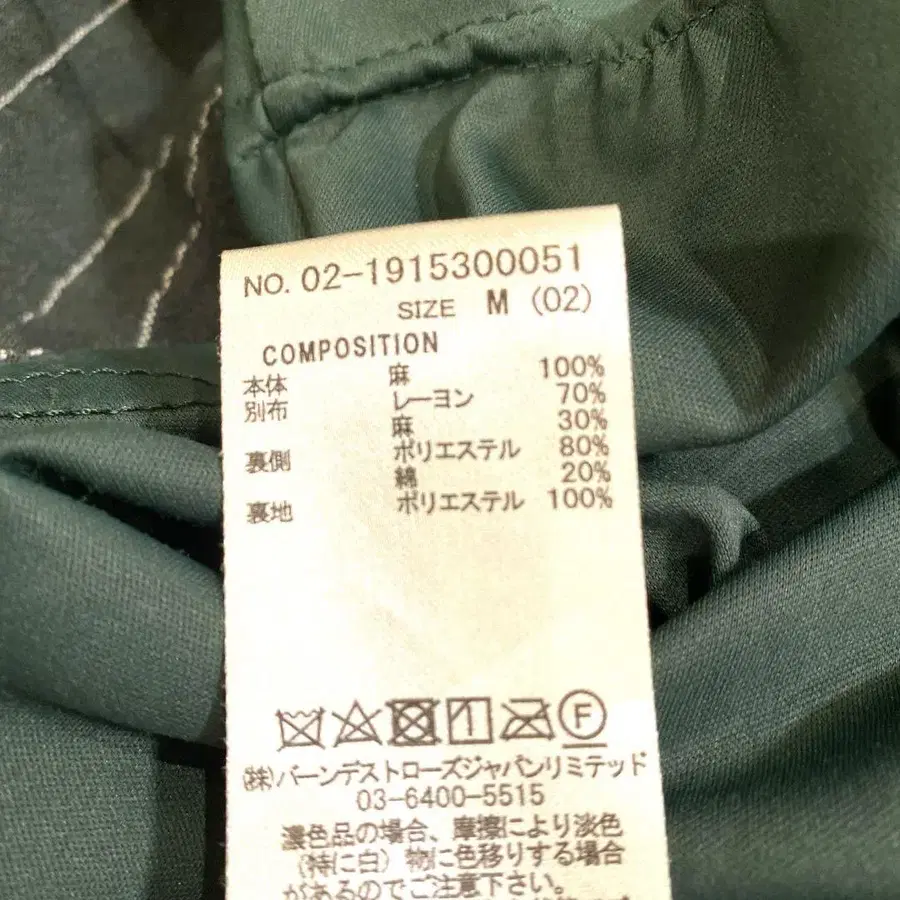 NO. 02-1915300051
SIZE M (02)
COMPOSITION
本体 麻 100%
別布 レーヨン 70%
麻 30%
裏側 ポリエステル 80%
綿 20%
裏地 ポリエステル 100%
F
(株)バーンデストローズジャパンリミテッド
03-6400-5515
濃色品の場合、摩擦により淡色
(特に白)物に色移りする場合
があるのでご注意下さい。